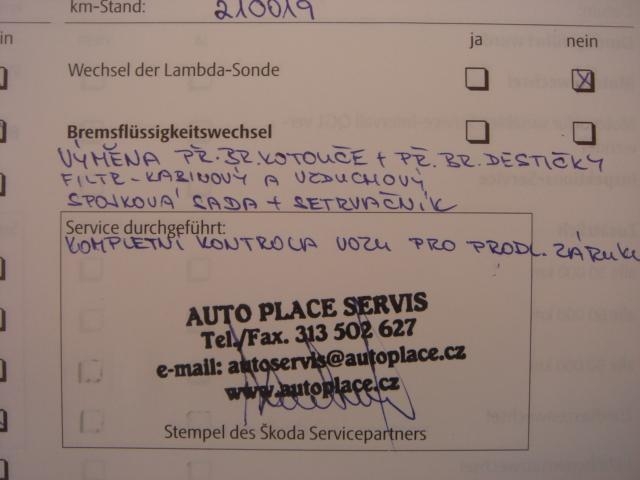 km-Stand: 210019
in
ja nein
Wechsel der Lambda-Sonde
Bremsflüssigkeitswechsel
VÝMĚNA PŘ. BR. KOTOUČE + PŘ. BR. DESTIČKY
FILTR-KABINOVÝ A VZDUCHOVÝ
SPOJKOVÁ SADA + SETRVAČNÍK
Service durchgeführt:
KOMPLETNÍ KONTROLA VOZU PRO PRODL. ZÁRUKU
AUTO PLACE SERVIS
Tel./Fax. 313 502 627
e-mail: autoservis@autoplace.cz
www.autoplace.cz
Stempel des Škoda Servicepartners